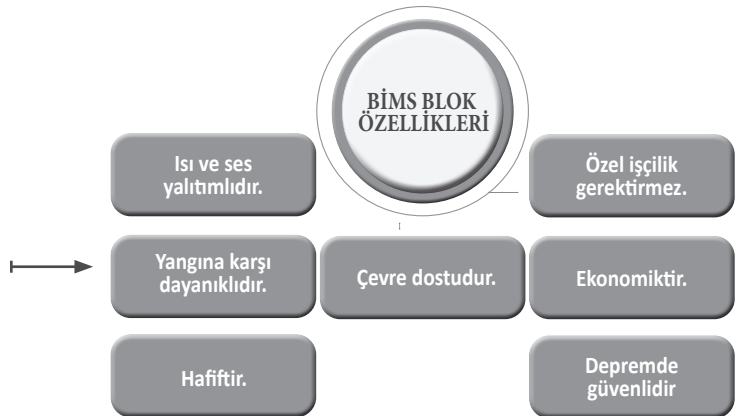 BİMS BLOK
ÖZELLİKLERİ
Isı ve ses
yalıtımlıdır.
Özel işçilik
gerektirmez.
Yangına karşı
dayanıklıdır.
Çevre dostudur.
Ekonomiktir.
Hafiftir.
Depremde
güvenlidir